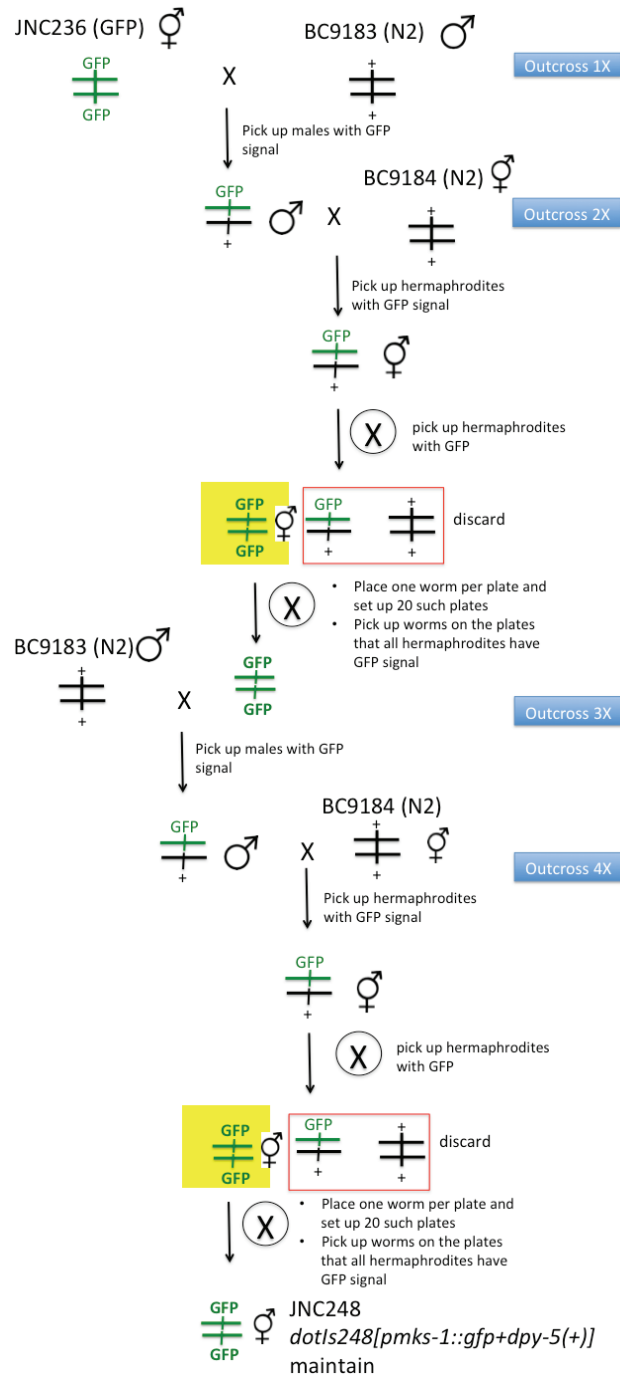 JNC236 (GFP)
BC9183 (N2)
GFP
GFP
X
+
+
Outcross 1X
Pick up males with GFP
signal
BC9184 (N2)
GFP
+
X
+
+
Outcross 2X
Pick up hermaphrodites
with GFP signal
GFP
+
X
pick up hermaphrodites
with GFP
GFP
GFP
GFP
+
+
+
discard
X
• Place one worm per plate and
set up 20 such plates
• Pick up worms on the plates
that all hermaphrodites have
GFP signal
BC9183 (N2)
+
+
X
GFP
GFP
Outcross 3X
Pick up males with GFP
signal
BC9184 (N2)
GFP
+
X
+
+
Outcross 4X
Pick up hermaphrodites
with GFP signal
GFP
+
X
pick up hermaphrodites
with GFP
GFP
GFP
GFP
+
+
+
discard
X
• Place one worm per plate and
set up 20 such plates
• Pick up worms on the plates
that all hermaphrodites have
GFP signal
GFP
GFP
JNC248
dotIs248[pmks-1::gfp+dpy-5(+)]
maintain